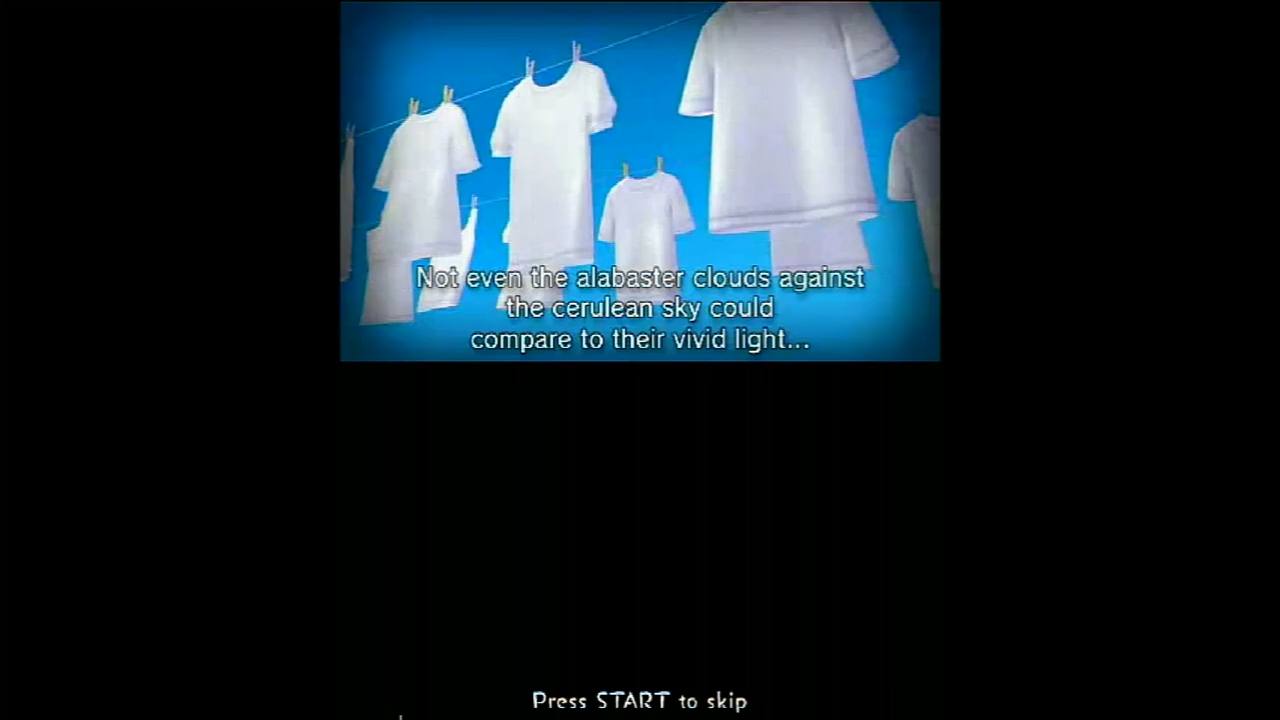 Not even the alabaster clouds against
the cerulean sky could
compare to their vivid light...
Press START to skip